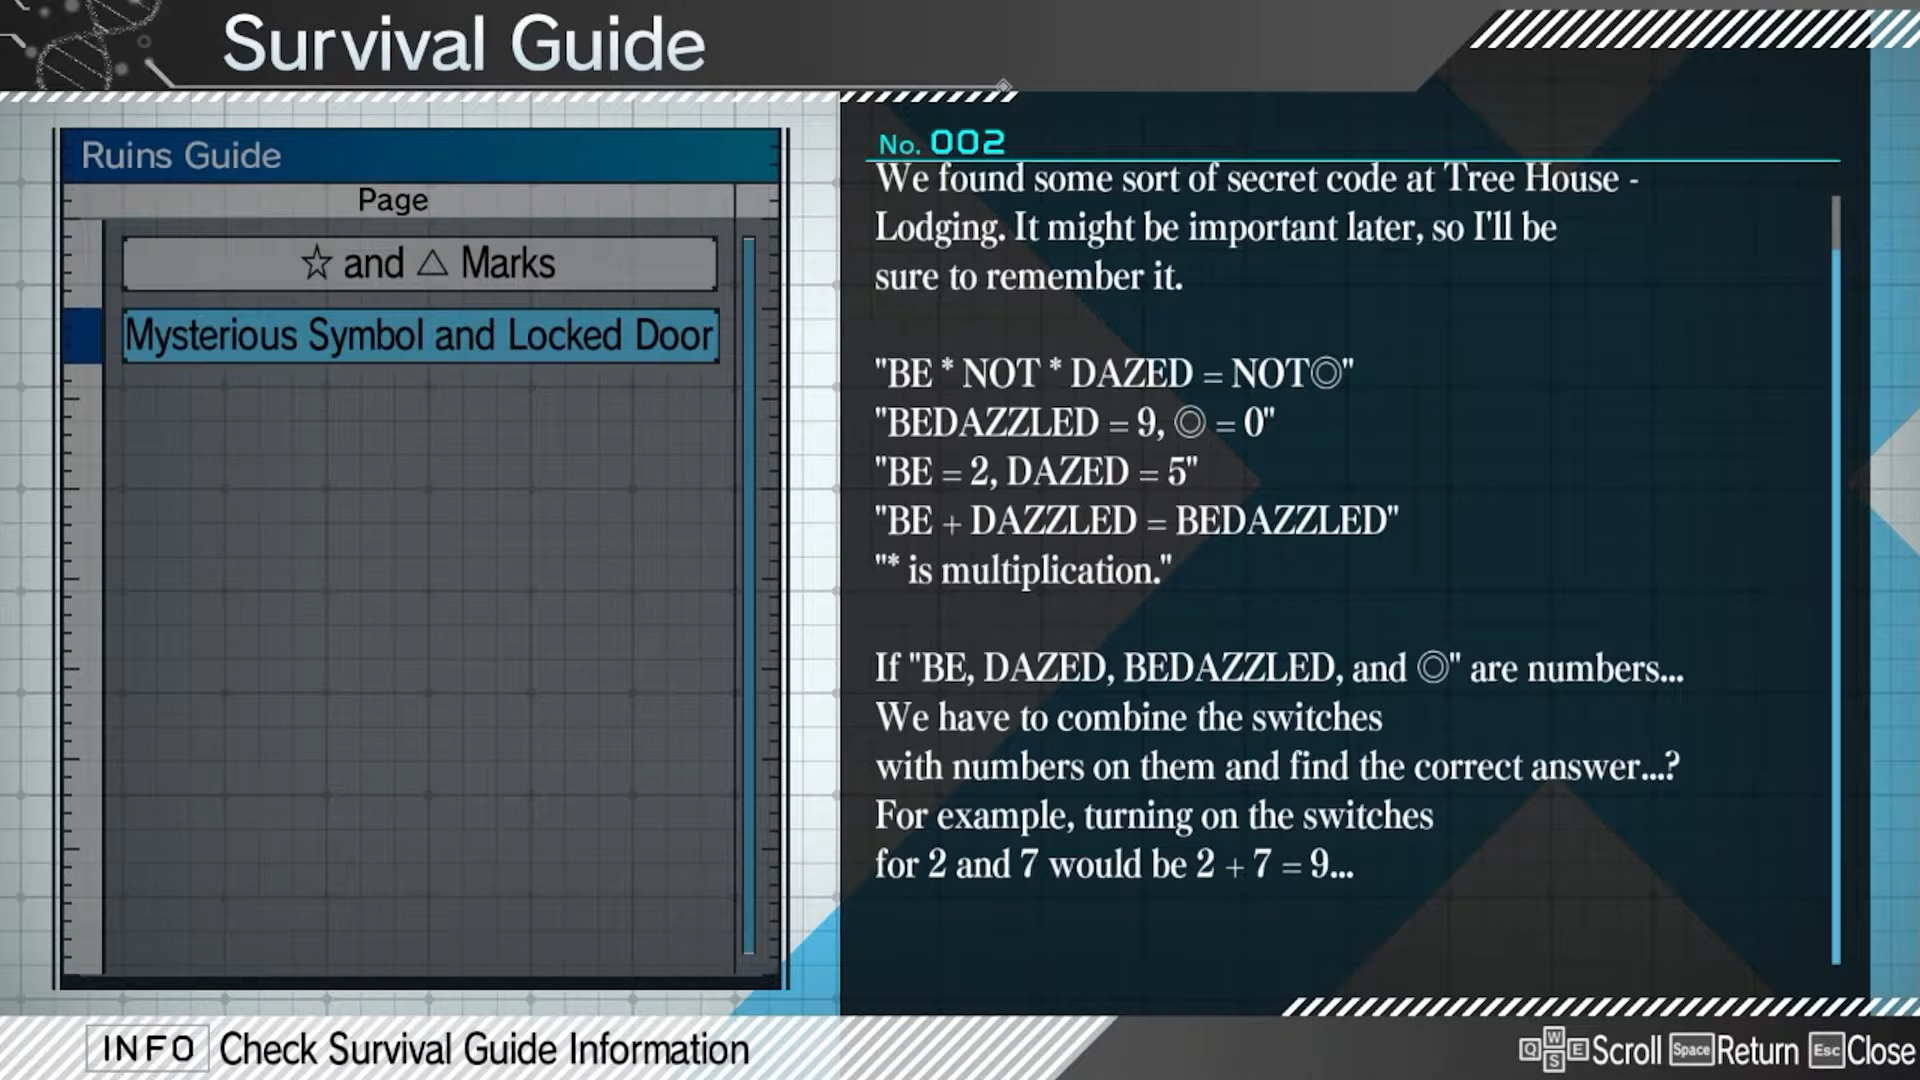 Survival Guide
Ruins Guide
Page
☆ and △ Marks
Mysterious Symbol and Locked Door
No. 002
We found some sort of secret code at Tree House -
Lodging. It might be important later, so I'll be
sure to remember it.
"BE * NOT * DAZED = NOT◎"
"BEDAZZLED = 9, ◎ = 0"
"BE = 2, DAZED = 5"
"BE + DAZZLED = BEDAZZLED"
"* is multiplication."
If "BE, DAZED, BEDAZZLED, and ◎" are numbers...
We have to combine the switches
with numbers on them and find the correct answer...?
For example, turning on the switches
for 2 and 7 would be 2 + 7 = 9...
INFO Check Survival Guide Information
Q W S E Scroll Space Return Esc Close